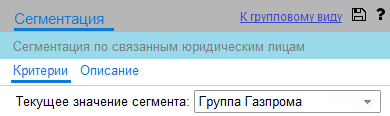 Сегментация К групповому виду ?
Сегментация по связанным юридическим лицам
Критерии Описание
Текущее значение сегмента: Группа Газпрома